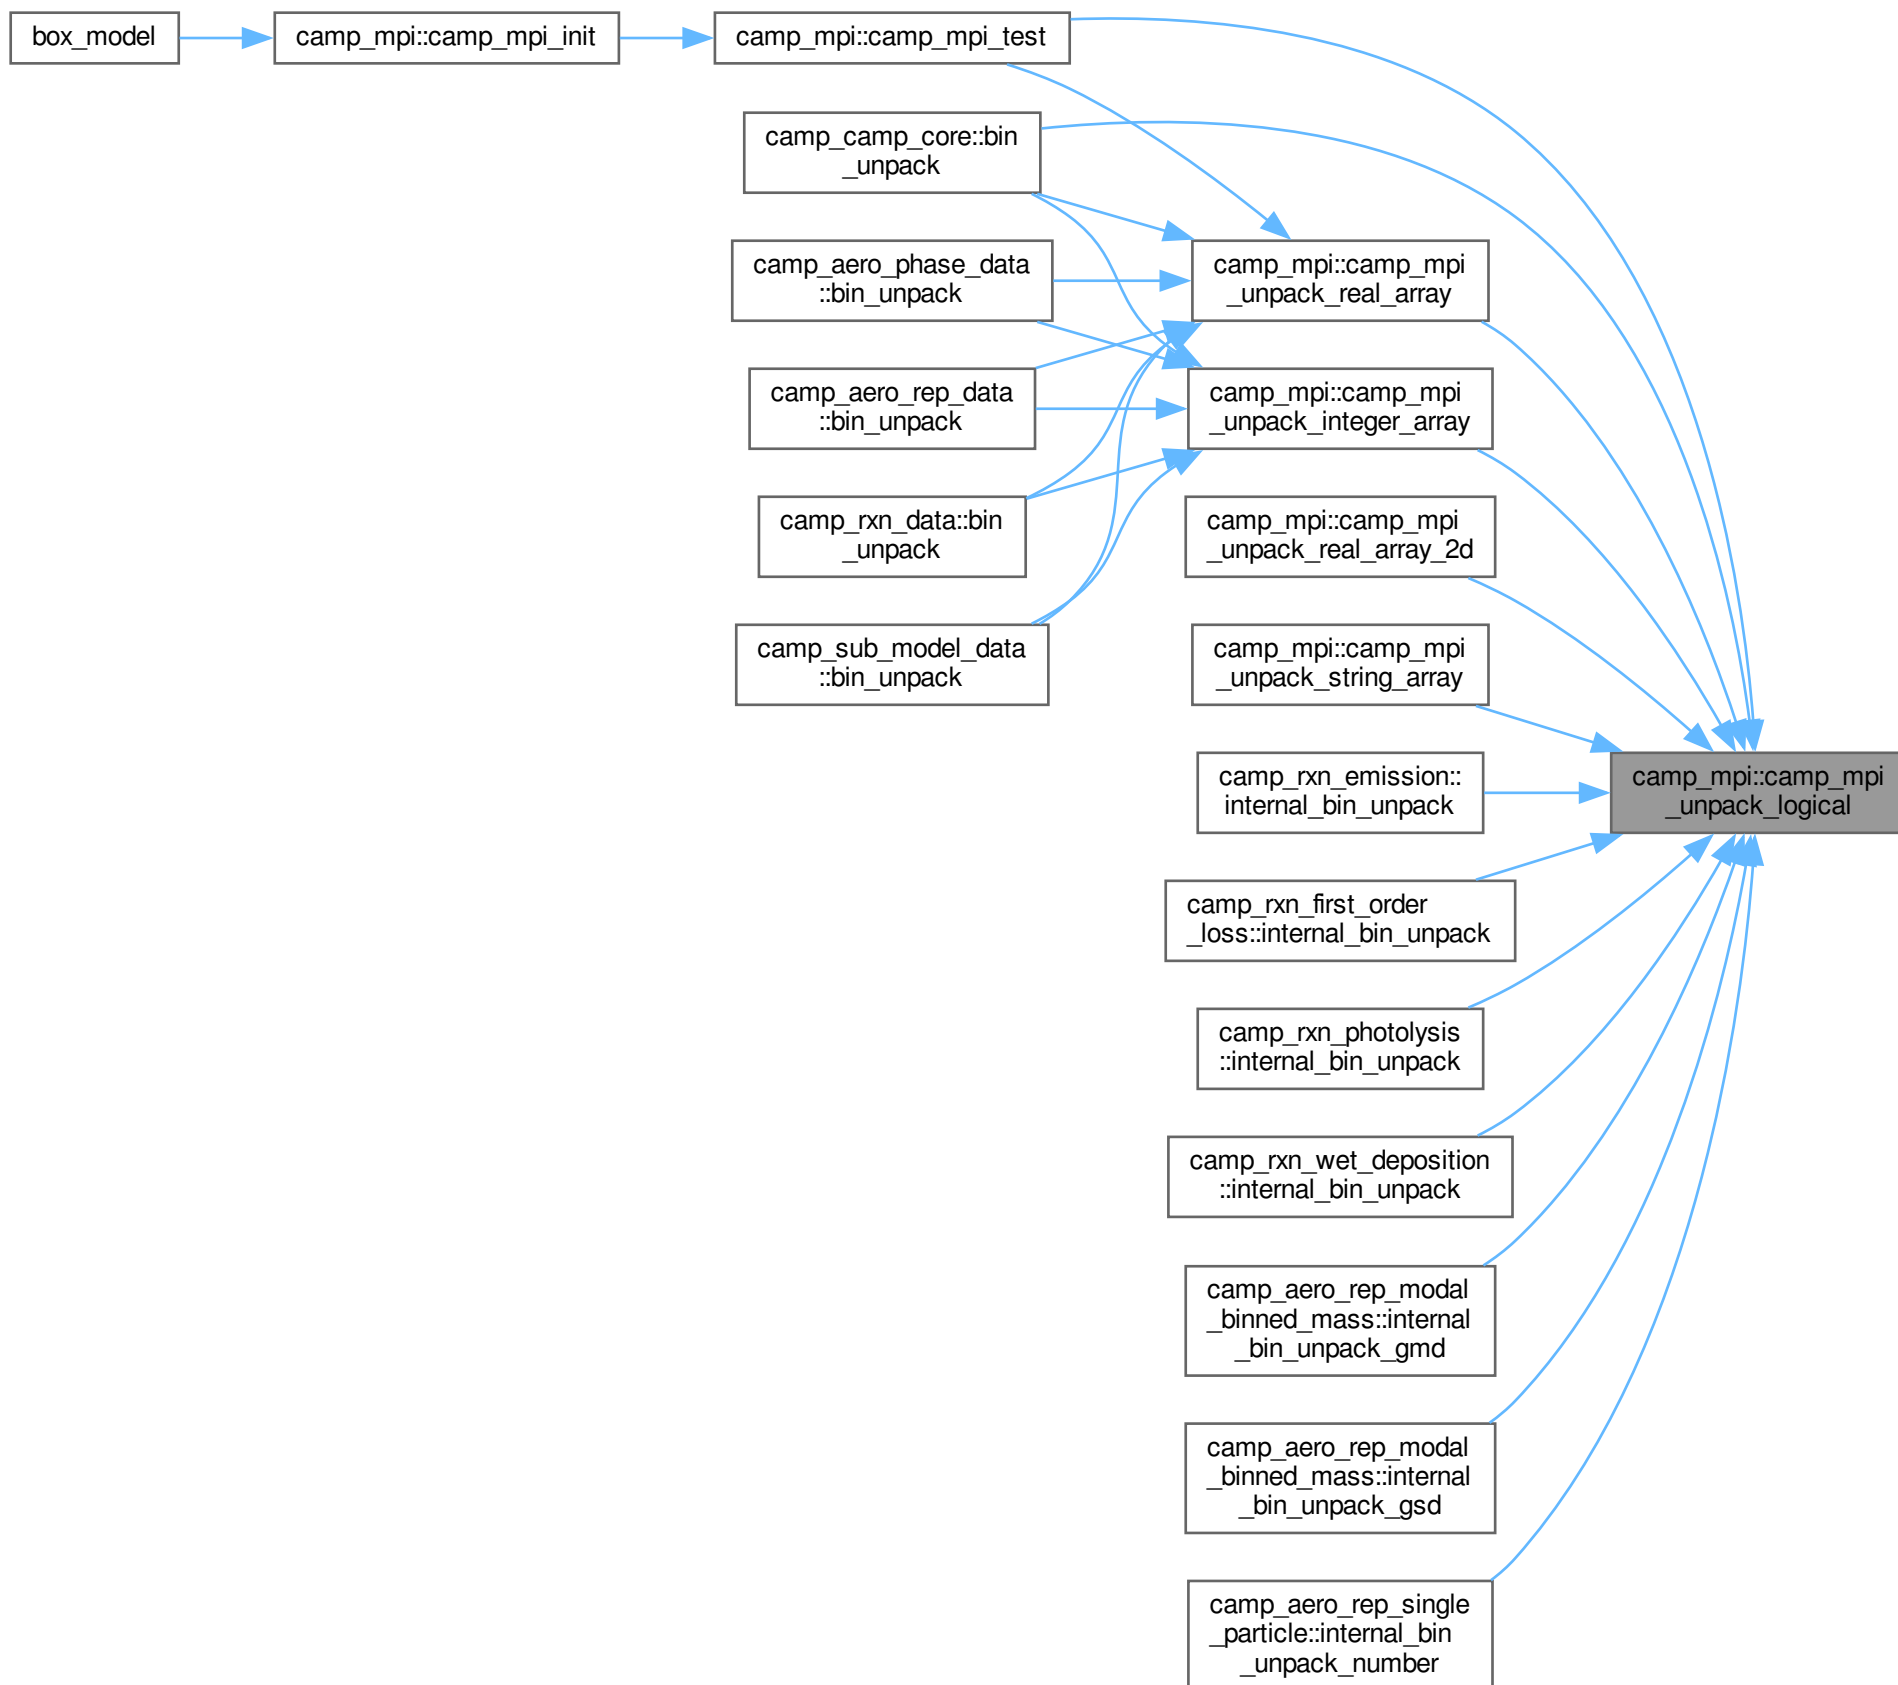 box_model
camp_mpi::camp_mpi_init
camp_mpi::camp_mpi_test
camp_camp_core::bin
_unpack
camp_aero_phase_data
::bin_unpack
camp_aero_rep_data
::bin_unpack
camp_rxn_data::bin
_unpack
camp_sub_model_data
::bin_unpack
camp_mpi::camp_mpi
_unpack_real_array
camp_mpi::camp_mpi
_unpack_integer_array
camp_mpi::camp_mpi
_unpack_real_array_2d
camp_mpi::camp_mpi
_unpack_string_array
camp_rxn_emission::
internal_bin_unpack
camp_rxn_first_order
_loss::internal_bin_unpack
camp_rxn_photolysis
::internal_bin_unpack
camp_rxn_wet_deposition
::internal_bin_unpack
camp_aero_rep_modal
_binned_mass::internal
_bin_unpack_gmd
camp_aero_rep_modal
_binned_mass::internal
_bin_unpack_gsd
camp_aero_rep_single
_particle::internal_bin
_unpack_number
camp_mpi::camp_mpi
_unpack_logical